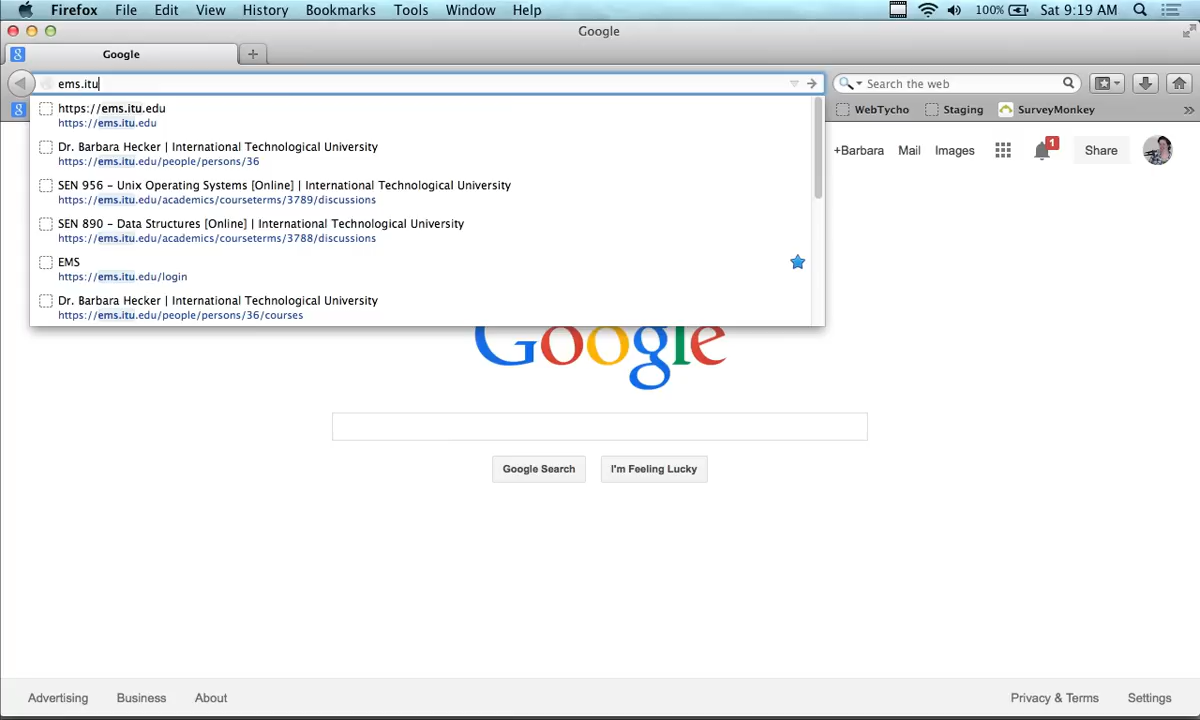 Firefox File Edit View History Bookmarks Tools Window Help 100% Sat 9:19 AM
Google
Google
ems.itu
Search the web
https://ems.itu.edu
https://ems.itu.edu
Dr. Barbara Hecker | International Technological University
https://ems.itu.edu/people/persons/36
SEN 956 - Unix Operating Systems [Online] | International Technological University
https://ems.itu.edu/academics/courseterms/3789/discussions
SEN 890 - Data Structures [Online] | International Technological University
https://ems.itu.edu/academics/courseterms/3788/discussions
EMS
https://ems.itu.edu/login
Dr. Barbara Hecker | International Technological University
https://ems.itu.edu/people/persons/36/courses
WebTycho Staging SurveyMonkey
+Barbara Mail Images 1 Share
Google
Google Search I'm Feeling Lucky
Advertising Business About Privacy & Terms Settings